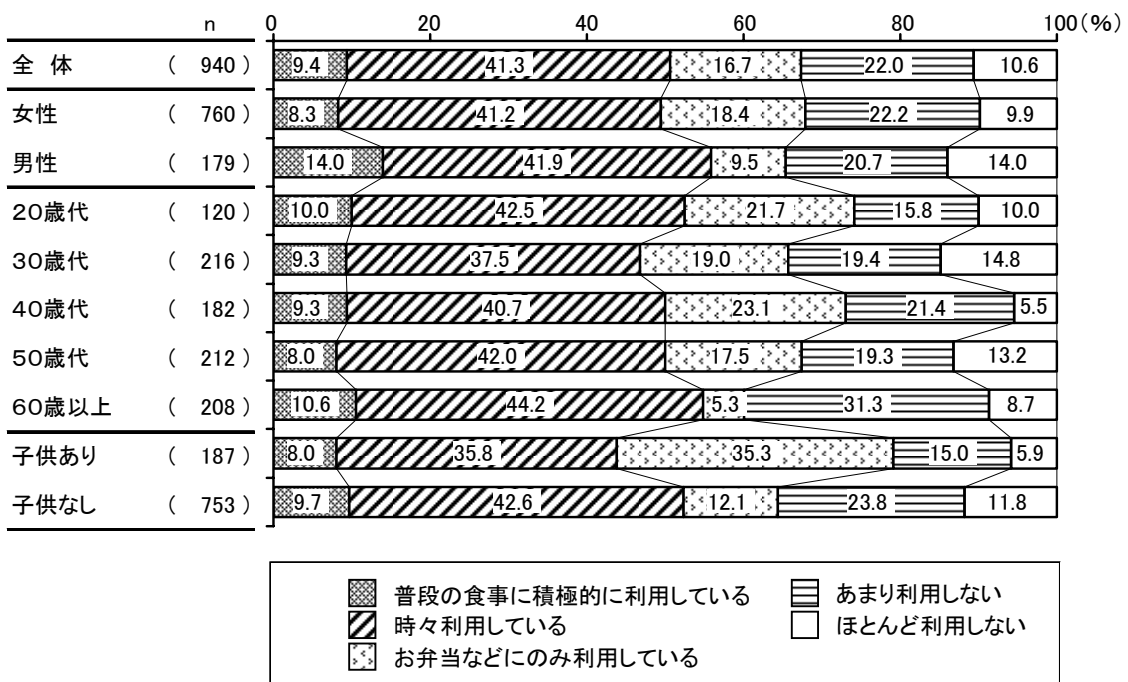 n 0 20 40 60 80 100(%)
全 体 ( 940 ) 9.4 41.3 16.7 22.0 10.6
女性 ( 760 ) 8.3 41.2 18.4 22.2 9.9
男性 ( 179 ) 14.0 41.9 9.5 20.7 14.0
20歳代 ( 120 ) 10.0 42.5 21.7 15.8 10.0
30歳代 ( 216 ) 9.3 37.5 19.0 19.4 14.8
40歳代 ( 182 ) 9.3 40.7 23.1 21.4 5.5
50歳代 ( 212 ) 8.0 42.0 17.5 19.3 13.2
60歳以上 ( 208 ) 10.6 44.2 5.3 31.3 8.7
子供あり ( 187 ) 8.0 35.8 35.3 15.0 5.9
子供なし ( 753 ) 9.7 42.6 12.1 23.8 11.8
普段の食事に積極的に利用している あまり利用しない
時々利用している ほとんど利用しない
お弁当などにのみ利用している